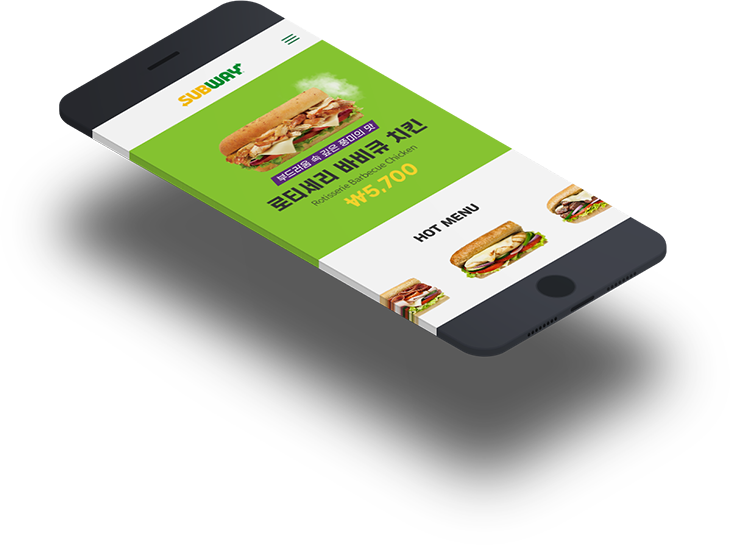 SUBWAY
부드러움 속 깊은 풍미의 맛
로티세리 바비큐 치킨
Rotisserie Barbecue Chicken
₩5,700
HOT MENU